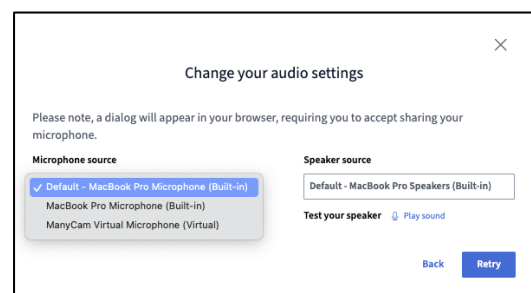 Change your audio settings
Please note, a dialog will appear in your browser, requiring you to accept sharing your
microphone.
Microphone source
Default - MacBook Pro Microphone (Built-in)
MacBook Pro Microphone (Built-in)
ManyCam Virtual Microphone (Virtual)
Speaker source
Default - MacBook Pro Speakers (Built-in)
Test your speaker Play sound
Back Retry